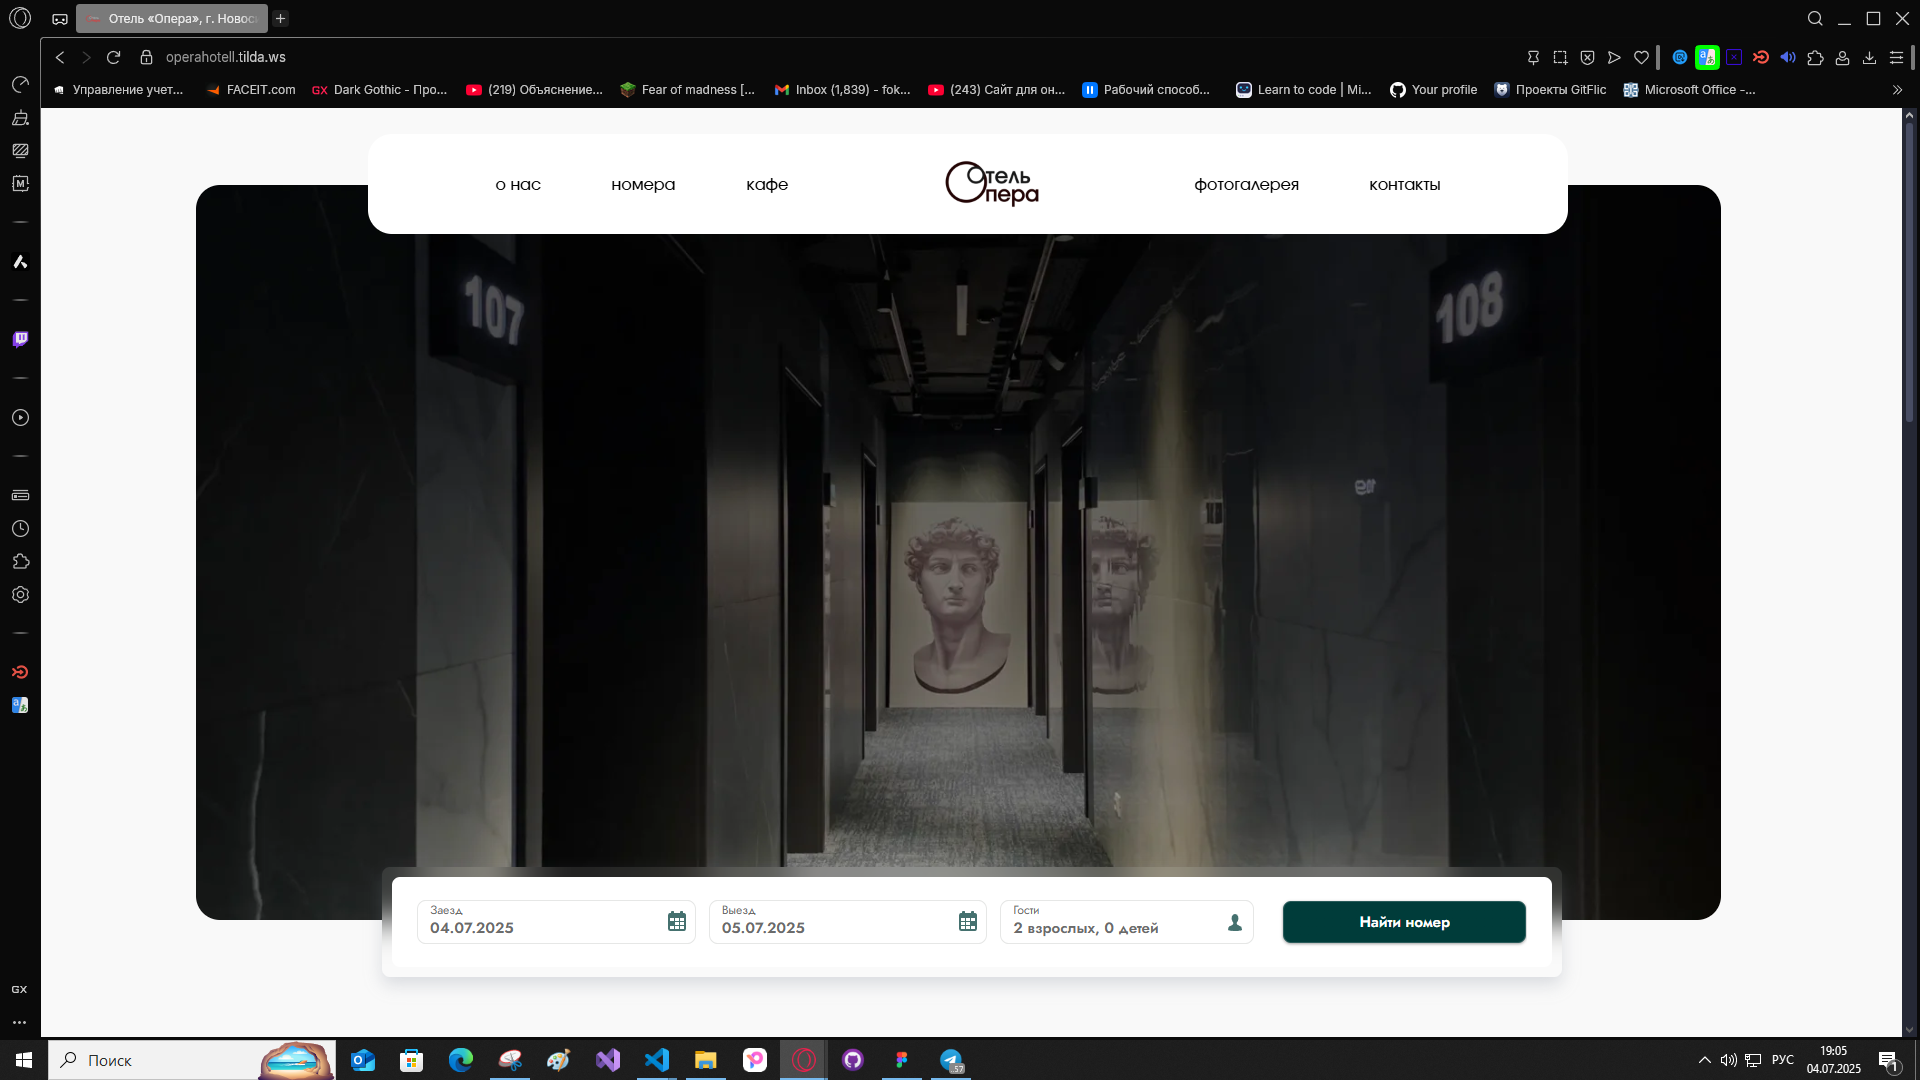 Отель «Опера», г. Новос
operahotell.tilda.ws
Управление учет...
FACEIT.com
GX Dark Gothic - Про...
(219) Объяснение...
Fear of madness [...
Inbox (1,839) - fok...
(243) Сайт для он...
Рабочий способ...
Learn to code | Mi...
Your profile
Проекты GitFlic
Microsoft Office -...
о нас
номера
кафе
Отель
Опера
фотогалерея
контакты
107
108
Заезд
04.07.2025
Выезд
05.07.2025
Гости
2 взрослых, 0 детей
Найти номер
GX
Поиск
57
РУС
19:05
04.07.2025
1